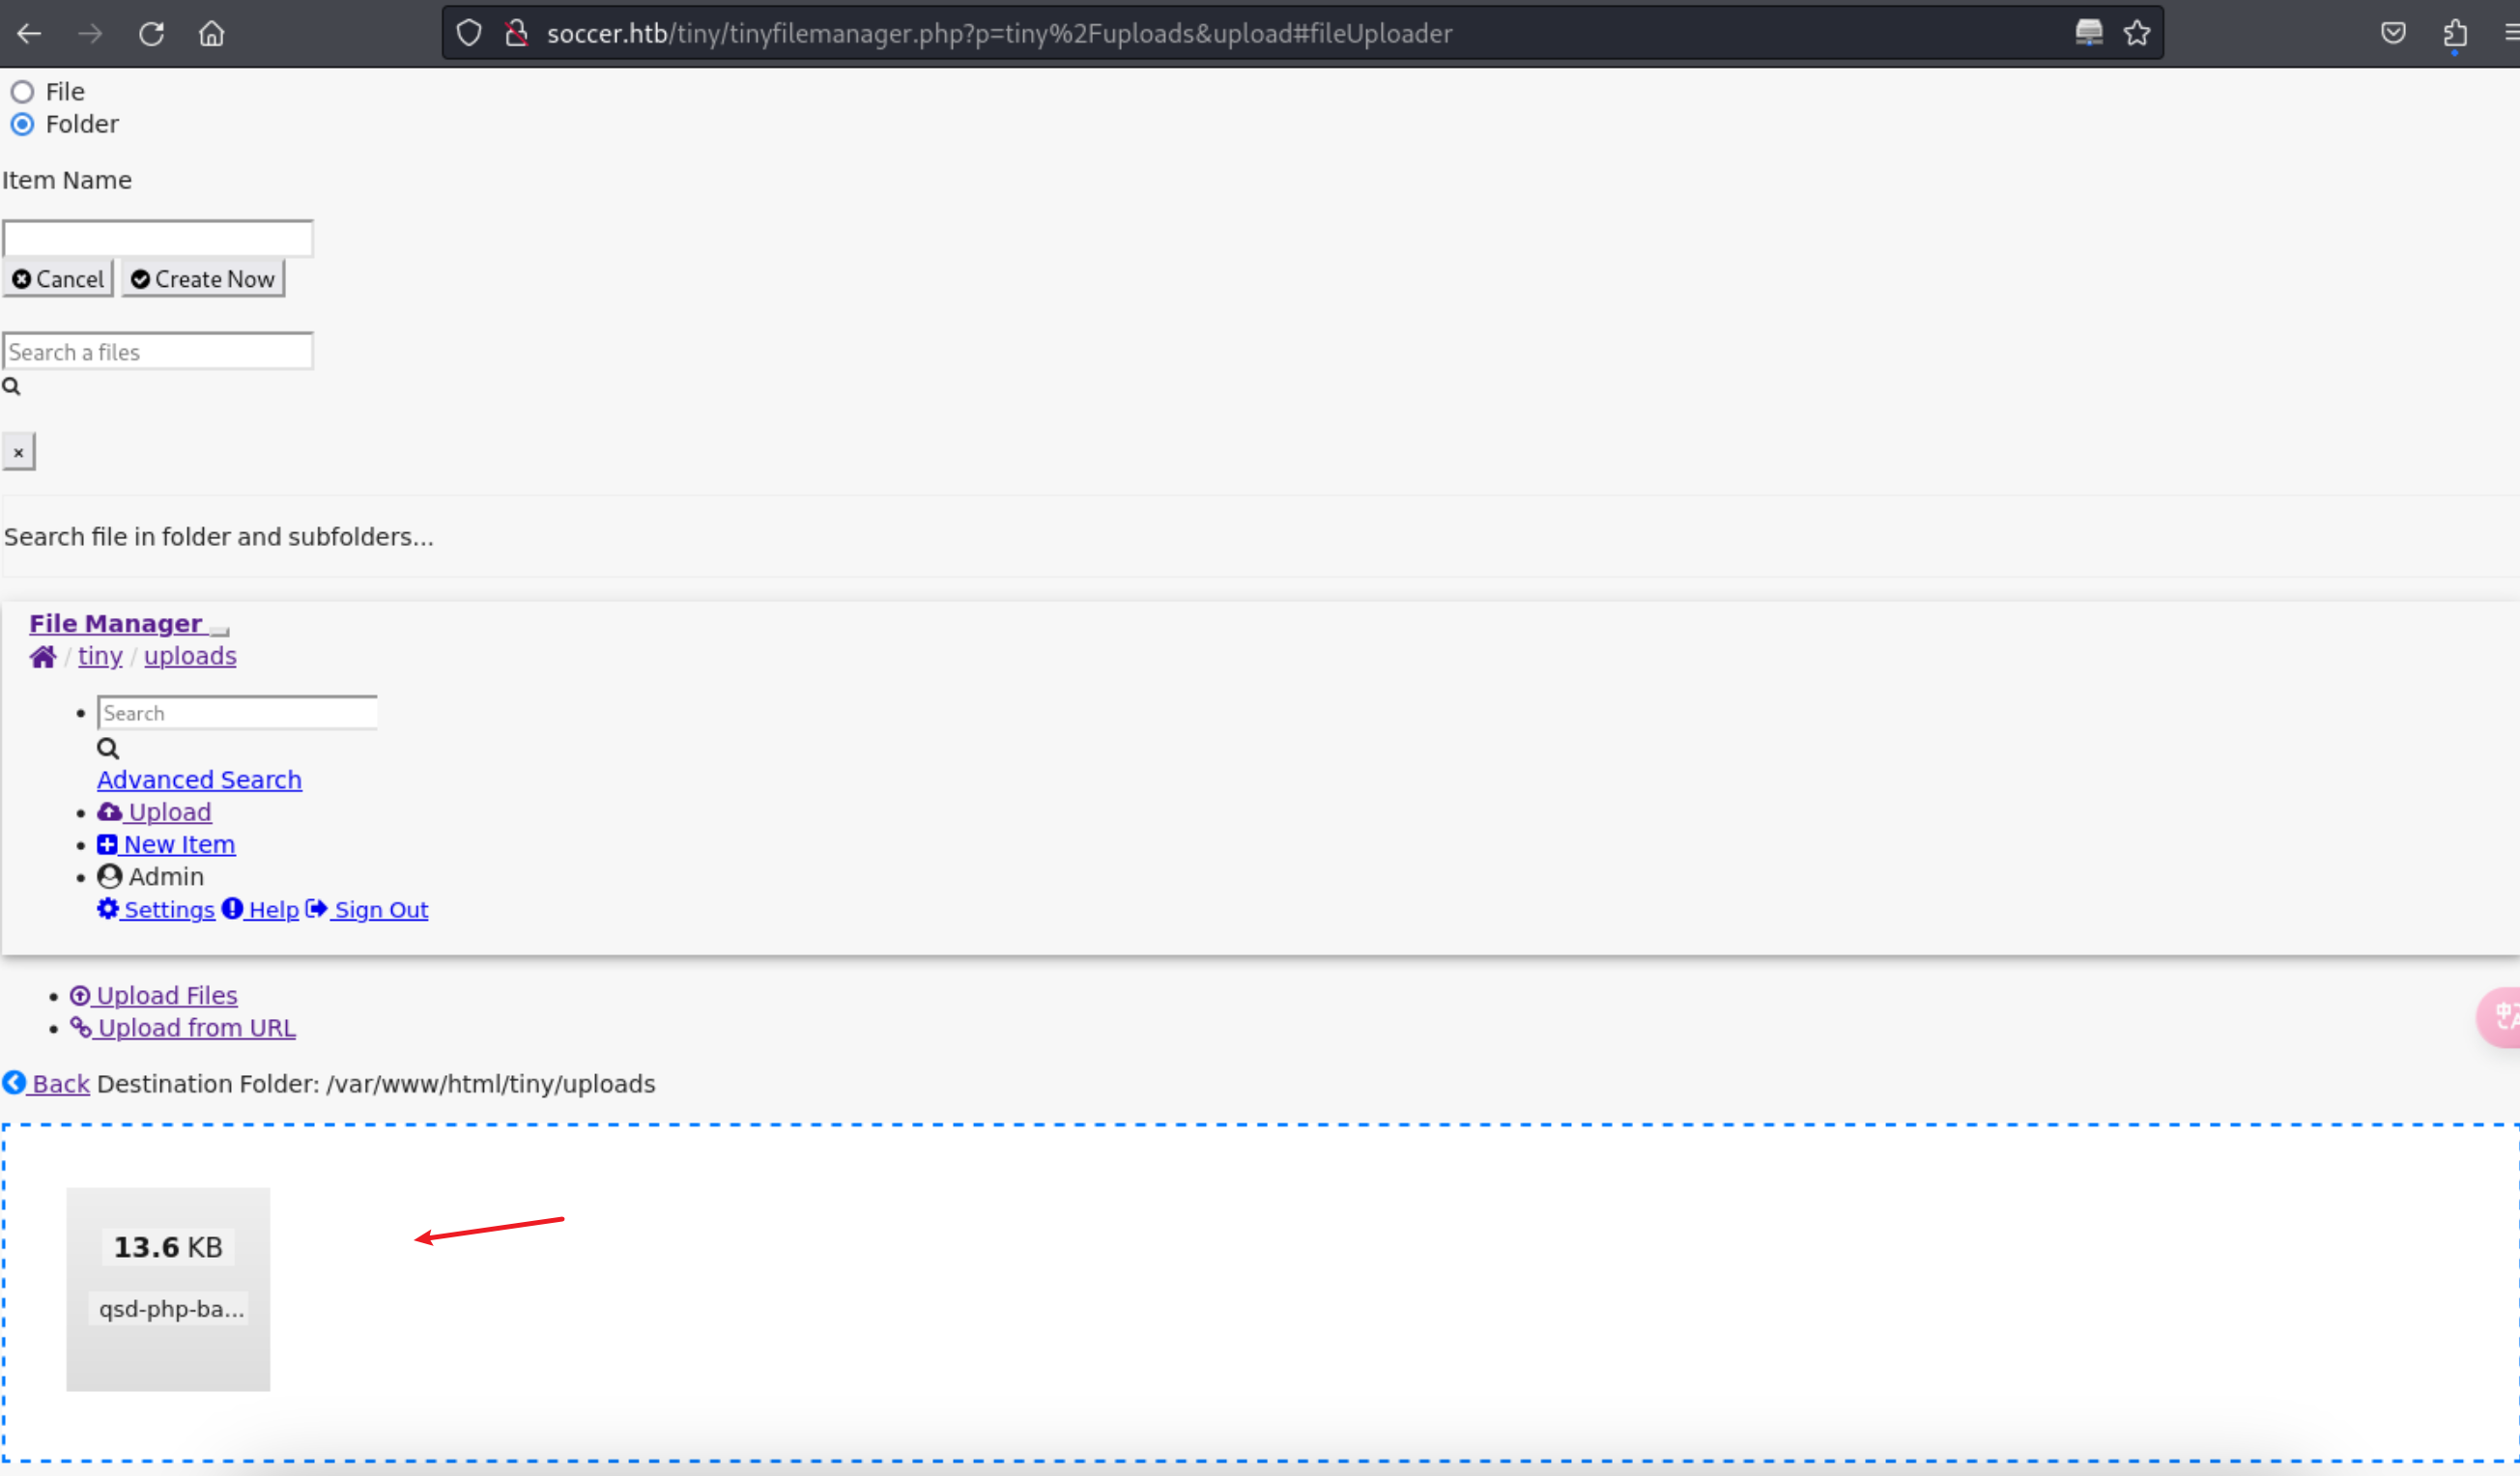 soccer.htb/tiny/tinyfilemanager.php?p=tiny%2Fuploads&upload#fileUploader
File
Folder
Item Name
Cancel Create Now
Search a files
×
Search file in folder and subfolders...
File Manager
/ tiny / uploads
Search
Advanced Search
Upload
New Item
Admin
Settings Help Sign Out
Upload Files
Upload from URL
Back Destination Folder: /var/www/html/tiny/uploads
13.6 KB
qsd-php-ba...